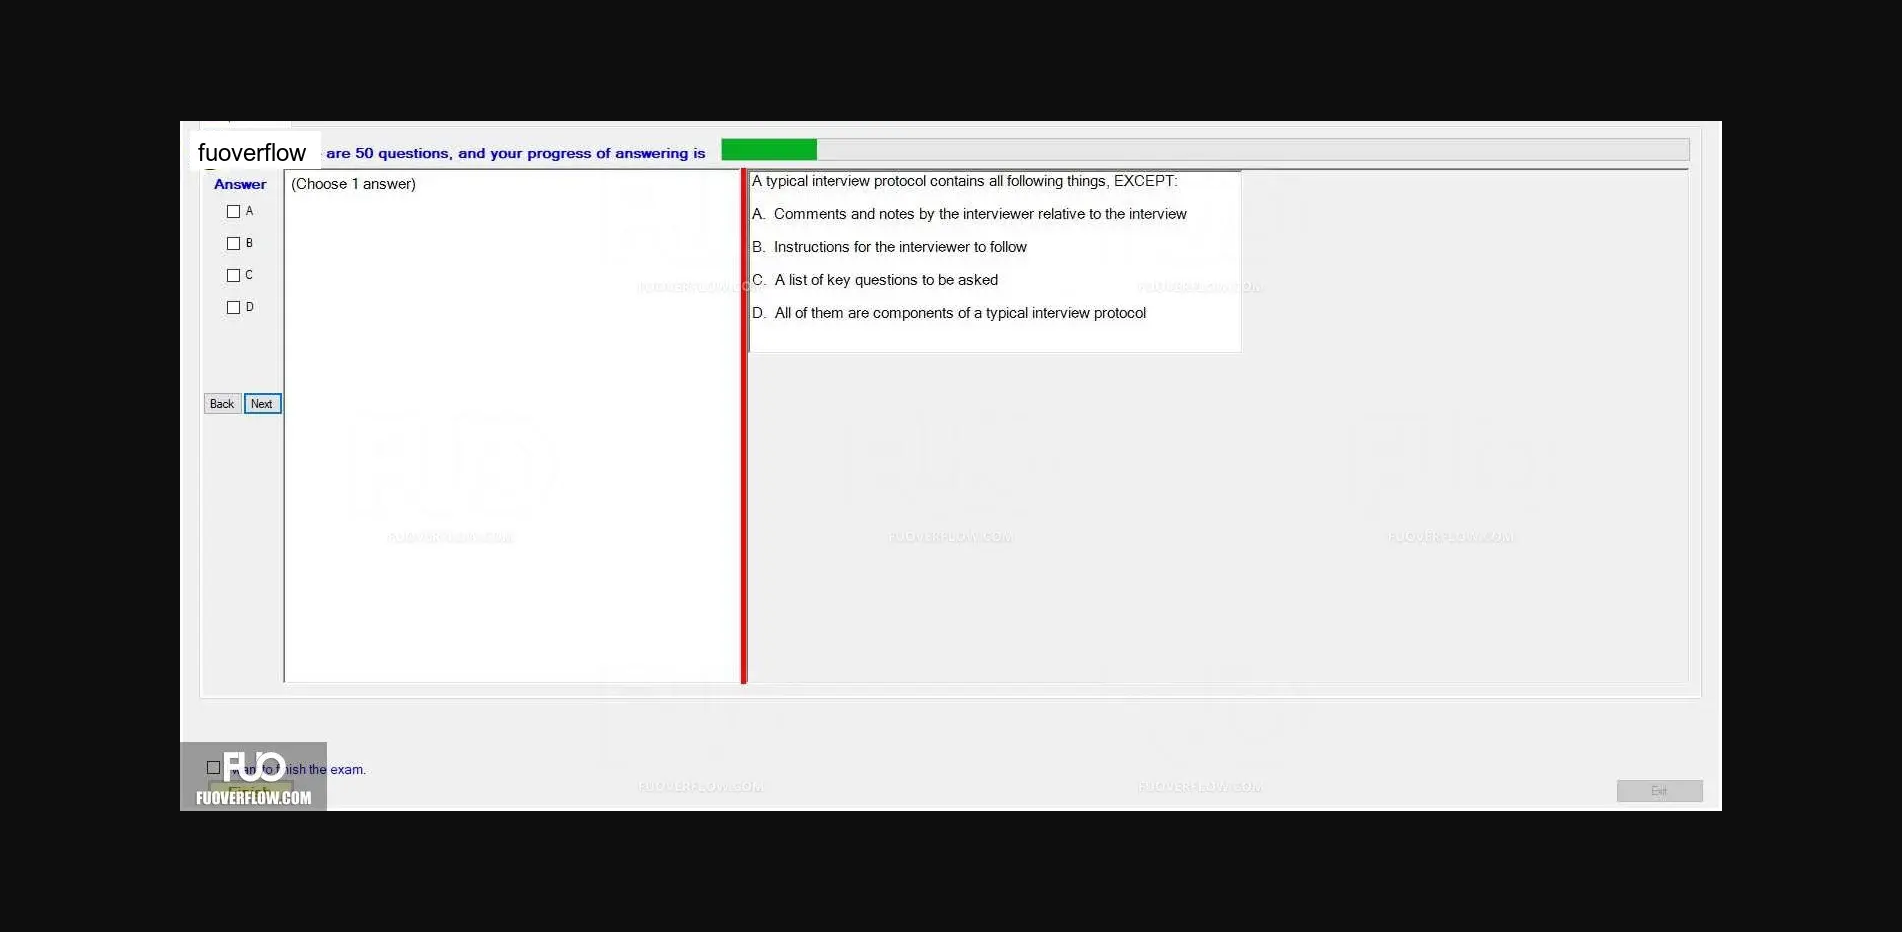 fuoverflow are 50 questions, and your progress of answering is
Answer
(Choose 1 answer)
A
B
C
D
Back Next
A typical interview protocol contains all following things, EXCEPT:
A. Comments and notes by the interviewer relative to the interview
B. Instructions for the interviewer to follow
C. A list of key questions to be asked
D. All of them are components of a typical interview protocol
FUOVERFLOW.COM FUOVERFLOW.COM
FUOVERFLOW.COM FUOVERFLOW.COM FUOVERFLOW.COM
FUO
want to finish the exam.
Finish
FUOVERFLOW.COM
FUOVERFLOW.COM FUOVERFLOW.COM
Exit